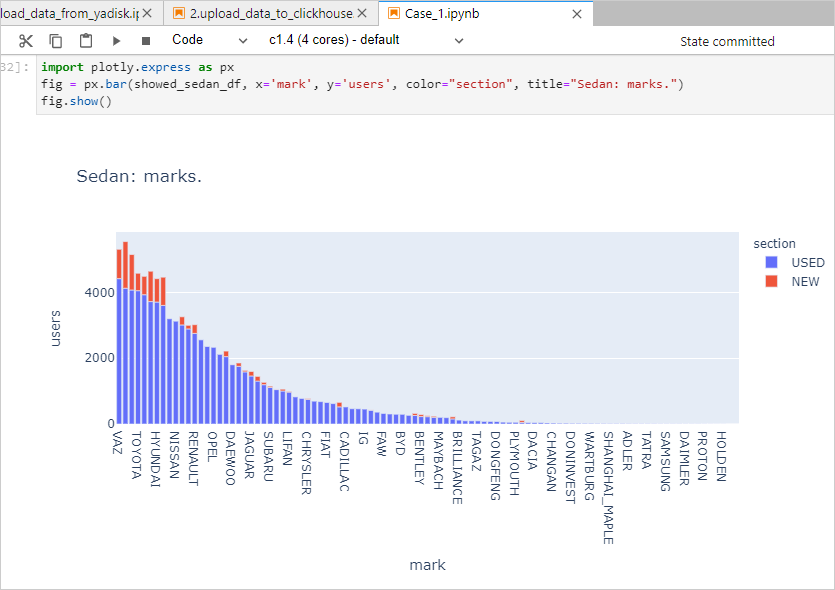 load_data_from_yadisk.ip
2.upload_data_to_clickhouse.
Case_1.ipynb
Code
c1.4 (4 cores) - default
State committed
32]:
import plotly.express as px
fig = px.bar(showed_sedan_df, x='mark', y='users', color="section", title="Sedan: marks.")
fig.show()
Sedan: marks.
section
USED
NEW
4000
2000
0
users
VAZ
TOYOTA
HYUNDAI
NISSAN
RENAULT
OPEL
DAEWOO
JAGUAR
SUBARU
LIFAN
CHRYSLER
FIAT
CADILLAC
IG
FAW
BYD
BENTLEY
MAYBACH
BRILLIANCE
TAGAZ
DONGFENG
PLYMOUTH
DACIA
CHANGAN
DONINVEST
WARTBURG
SHANGHAI_MAPLE
ADLER
TATRA
SAMSUNG
DAIMLER
PROTON
HOLDEN
mark